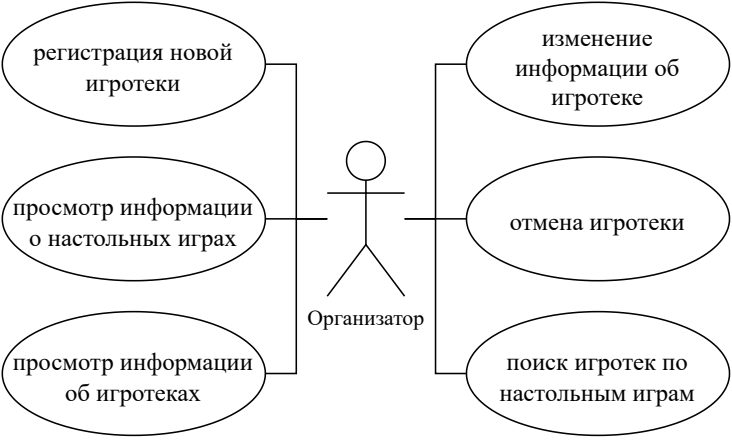 регистрация новой
игротеки
изменение
информации об
игротеке
просмотр информации
о настольных играх
отмена игротеки
Организатор
просмотр информации
об игротеках
поиск игротек по
настольным играм